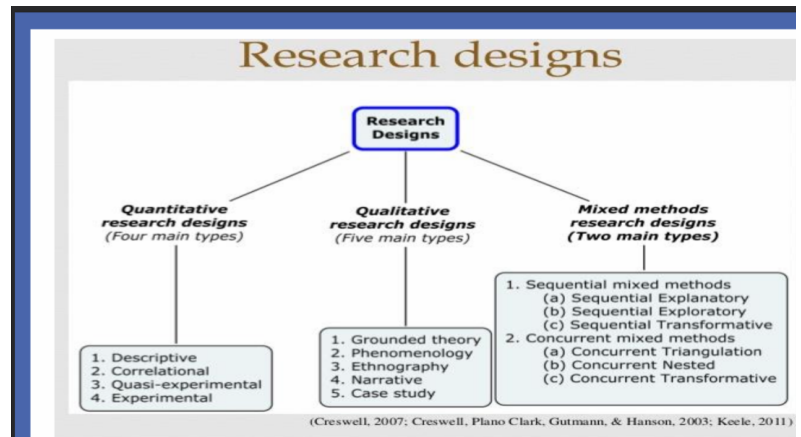 Research designs
Research
Designs
Quantitative
research designs
(Four main types)
Qualitative
research designs
(Five main types)
Mixed methods
research designs
(Two main types)
1. Descriptive
2. Correlational
3. Quasi-experimental
4. Experimental
1. Grounded theory
2. Phenomenology
3. Ethnography
4. Narrative
5. Case study
1. Sequential mixed methods
(a) Sequential Explanatory
(b) Sequential Exploratory
(c) Sequential Transformative
2. Concurrent mixed methods
(a) Concurrent Triangulation
(b) Concurrent Nested
(c) Concurrent Transformative
(Creswell, 2007; Creswell, Plano Clark, Gutmann, & Hanson, 2003; Keele, 2011)